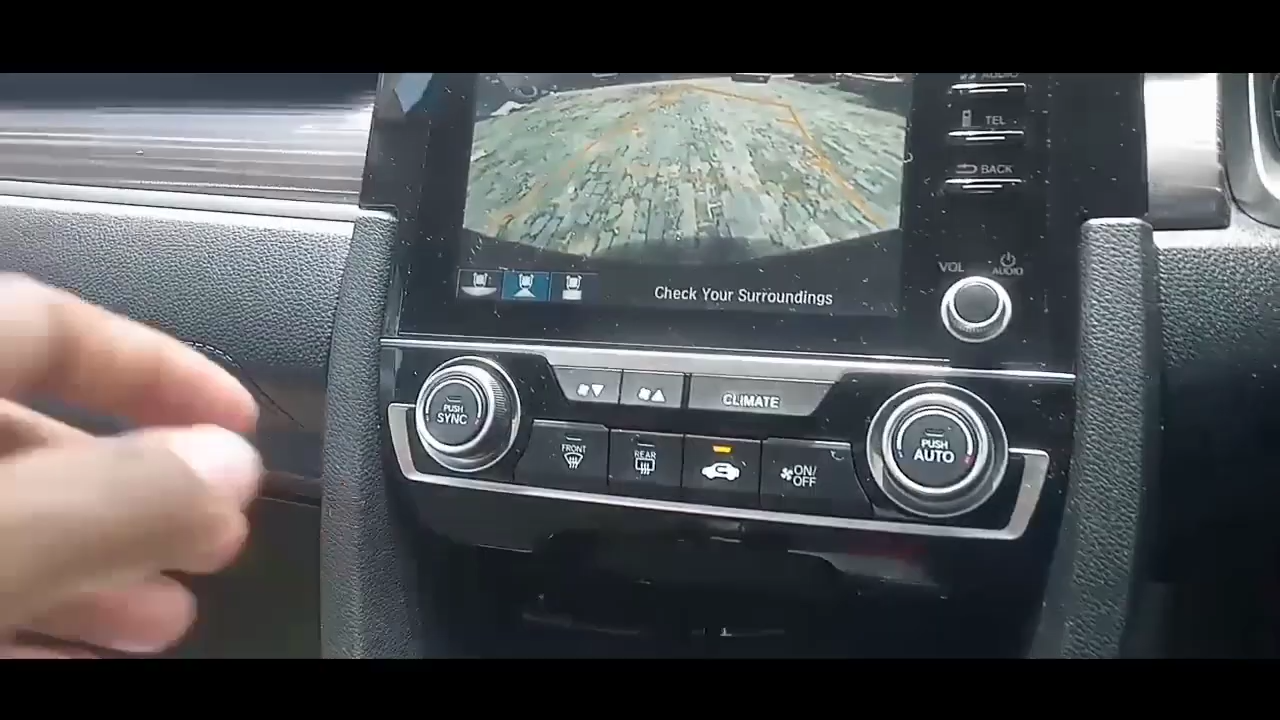 AUDIO
TEL
BACK
Check Your Surroundings
VOL
AUDIO
PUSH
SYNC
CLIMATE
FRONT
REAR
ON/
OFF
PUSH
AUTO